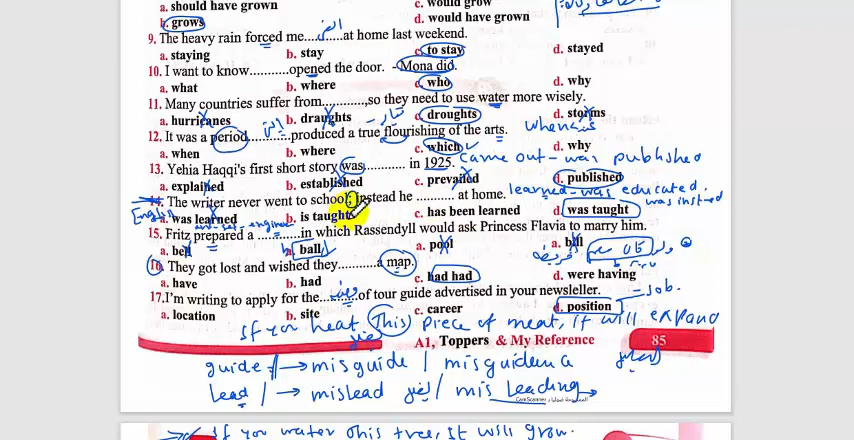 a. should have grown c. would grow
b. grows d. would have grown
9. The heavy rain forced me..........at home last weekend.
a. staying b. stay c. to stay d. stayed
10. I want to know...........opened the door. - Mona did.
a. what b. where c. who d. why
11. Many countries suffer from..........,so they need to use water more wisely.
a. hurricanes b. draughts c. droughts d. storms
12. It was a period..........produced a true flourishing of the arts.
a. when b. where c. which d. why
came out - was published
13. Yehia Haqqi's first short story was .......... in 1925.
a. explained b. established c. prevailed d. published
learned - was educated.
14. The writer never went to school; instead he .......... at home.
a. was learned b. is taught c. has been learned d. was taught
15. Fritz prepared a ..........in which Rassendyll would ask Princess Flavia to marry him.
a. bell b. ball a. pool a. bill
16. They got lost and wished they..........a map.
a. have b. had c. had had d. were having
17.I'm writing to apply for the..........of tour guide advertised in your newsleller.
a. location b. site c. career d. position - job.
If you heat This piece of meat, it will expand
A1, Toppers & My Reference 85
guide → misguide / misguidena
lead / → mislead / misleading
CamScanner
If you water this tree, it will grow.